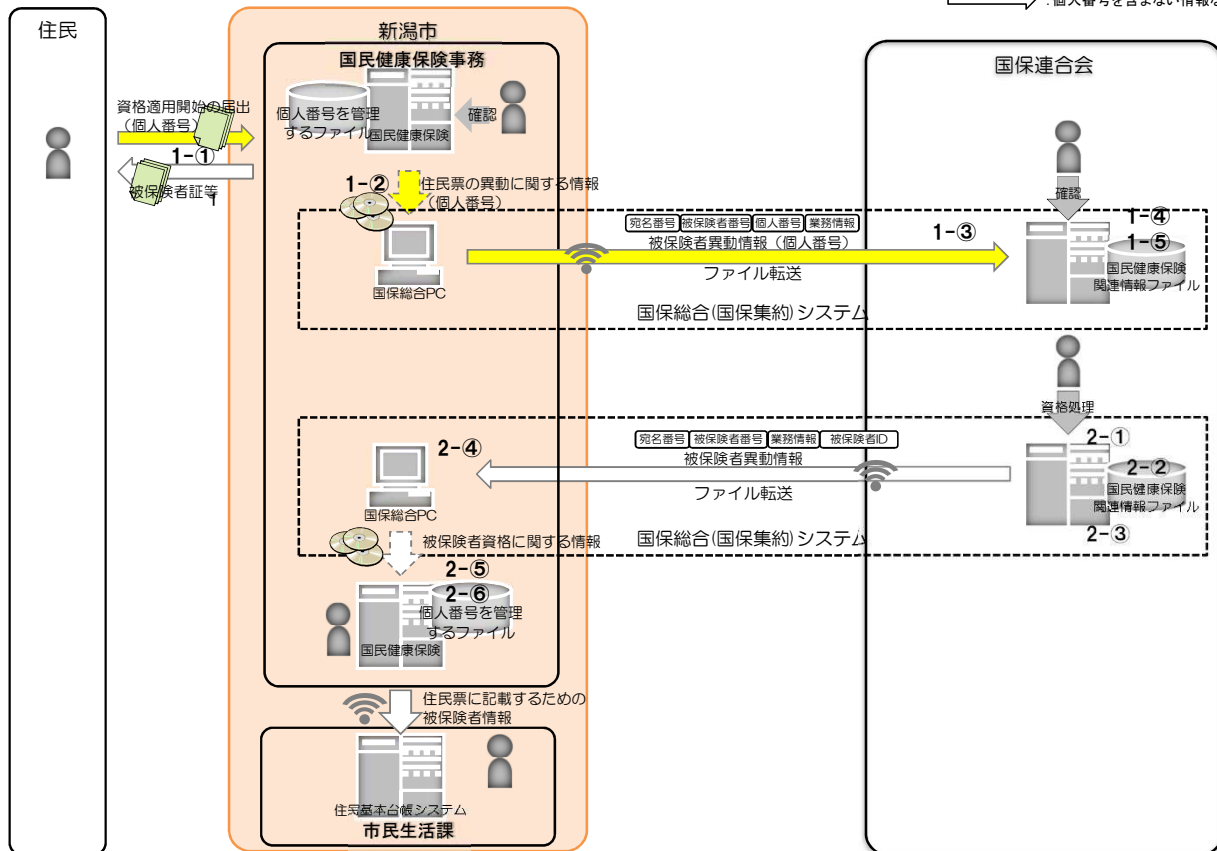 ：個人番号を含まない情報な
住民
新潟市
国民健康保険事務
国保連合会
資格適用開始の届出
（個人番号）
1-①
被保険者証等
1
個人番号を管理
するファイル
国民健康保険
確認
1-②
住民票の異動に関する情報
（個人番号）
国保総合PC
宛名番号 被保険者番号 個人番号 業務情報
被保険者異動情報（個人番号）
1-③
ファイル転送
国保総合(国保集約)システム
確認
1-④
1-⑤
国民健康保険
関連情報ファイル
資格処理
2-①
2-②
国民健康保険
関連情報ファイル
2-③
宛名番号 被保険者番号 業務情報 被保険者ID
被保険者異動情報
ファイル転送
国保総合(国保集約)システム
2-④
国保総合PC
被保険者資格に関する情報
2-⑤
2-⑥
個人番号を管理
するファイル
国民健康保険
住民票に記載するための
被保険者情報
住民基本台帳システム
市民生活課